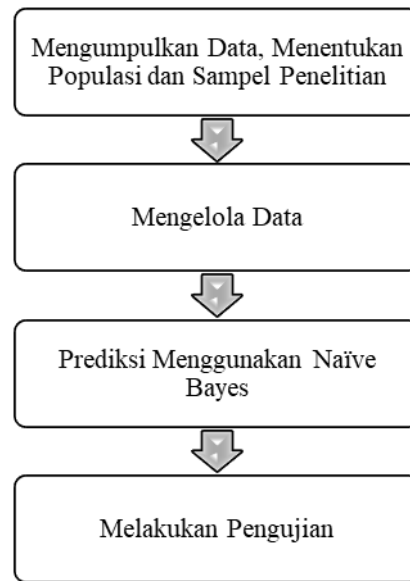 Mengumpulkan Data, Menentukan
Populasi dan Sampel Penelitian
Mengelola Data
Prediksi Menggunakan Naïve
Bayes
Melakukan Pengujian